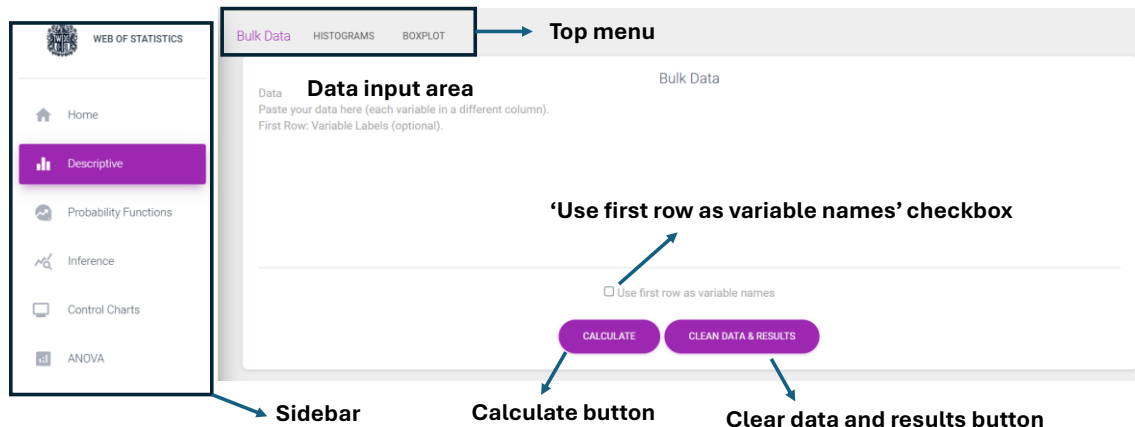 WEB OF STATISTICS
Home
Descriptive
Probability Functions
Inference
Control Charts
ANOVA
Sidebar
Bulk Data HISTOGRAMS BOXPLOT
Top menu
Bulk Data
Data
Data input area
Paste your data here (each variable in a different column).
First Row: Variable Labels (optional).
‘Use first row as variable names’ checkbox
Use first row as variable names
CALCULATE CLEAN DATA & RESULTS
Calculate button
Clear data and results button